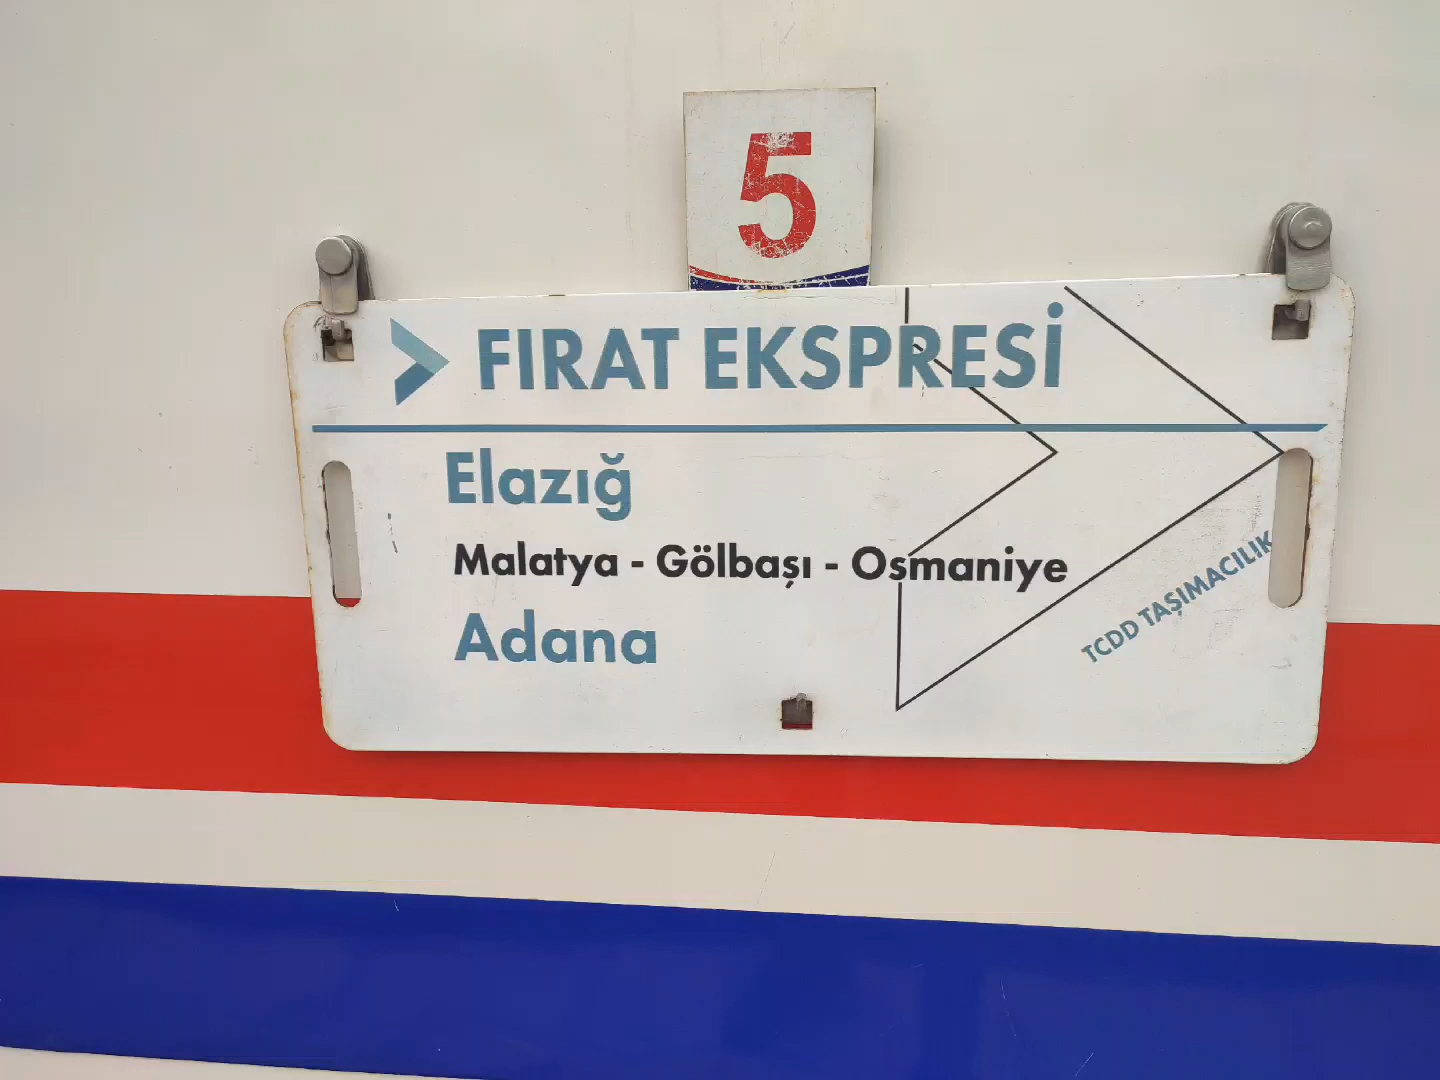 5
FIRAT EKSPRESİ
Elazığ
Malatya - Gölbaşı - Osmaniye
Adana
TCDD TAŞIMACILIK